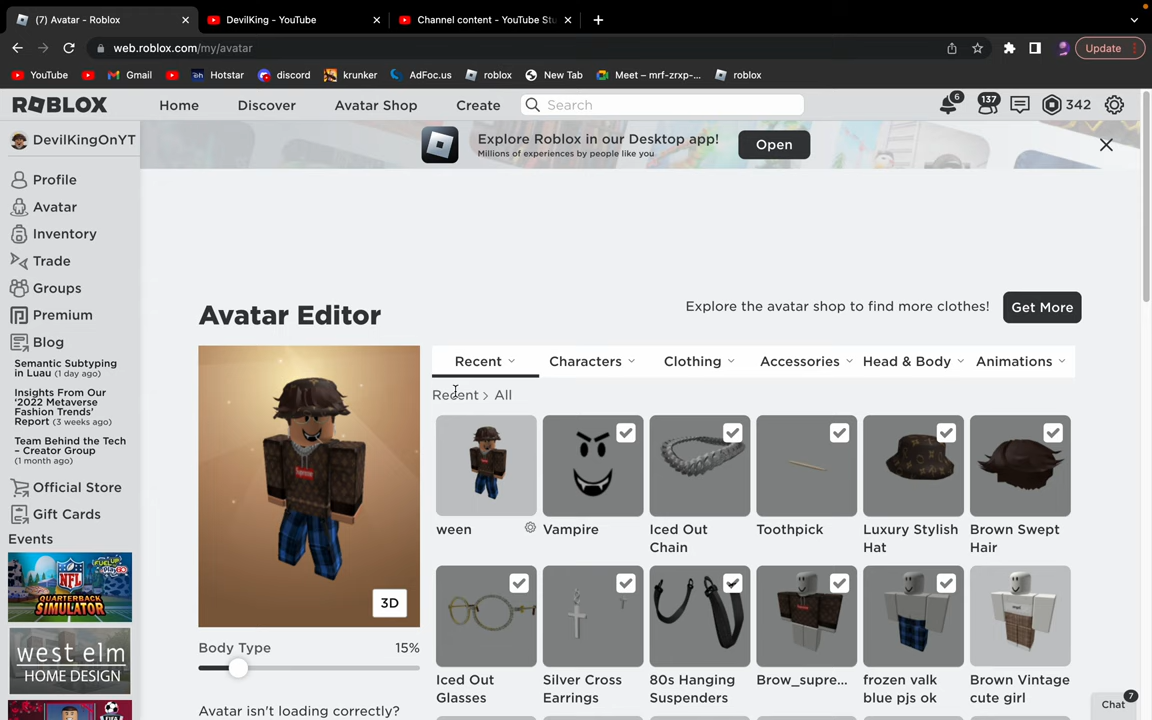 (7) Avatar - Roblox
DevilKing - YouTube
Channel content - YouTube Stu
web.roblox.com/my/avatar
Update
YouTube
Gmail
Hotstar
discord
krunker
AdFoc.us
roblox
New Tab
Meet – mrf-zrxp-...
roblox
ROBLOX
Home
Discover
Avatar Shop
Create
Search
6
137
342
DevilKingOnYT
Explore Roblox in our Desktop app!
Millions of experiences by people like you
Open
Profile
Avatar
Inventory
Trade
Groups
Premium
Blog
Semantic Subtyping
in Luau (1 day ago)
Insights From Our
‘2022 Metaverse
Fashion Trends’
Report (3 weeks ago)
Team Behind the Tech
– Creator Group
(1 month ago)
Official Store
Gift Cards
Events
NFL
QUARTERBACK
SIMULATOR
west elm
HOME DESIGN
Avatar Editor
Explore the avatar shop to find more clothes!
Get More
Recent
Characters
Clothing
Accessories
Head & Body
Animations
Recent > All
3D
Body Type
15%
Avatar isn't loading correctly?
ween
Vampire
Iced Out
Chain
Toothpick
Luxury Stylish
Hat
Brown Swept
Hair
Iced Out
Glasses
Silver Cross
Earrings
80s Hanging
Suspenders
Brow_supre...
frozen valk
blue pjs ok
Brown Vintage
cute girl
Chat
7